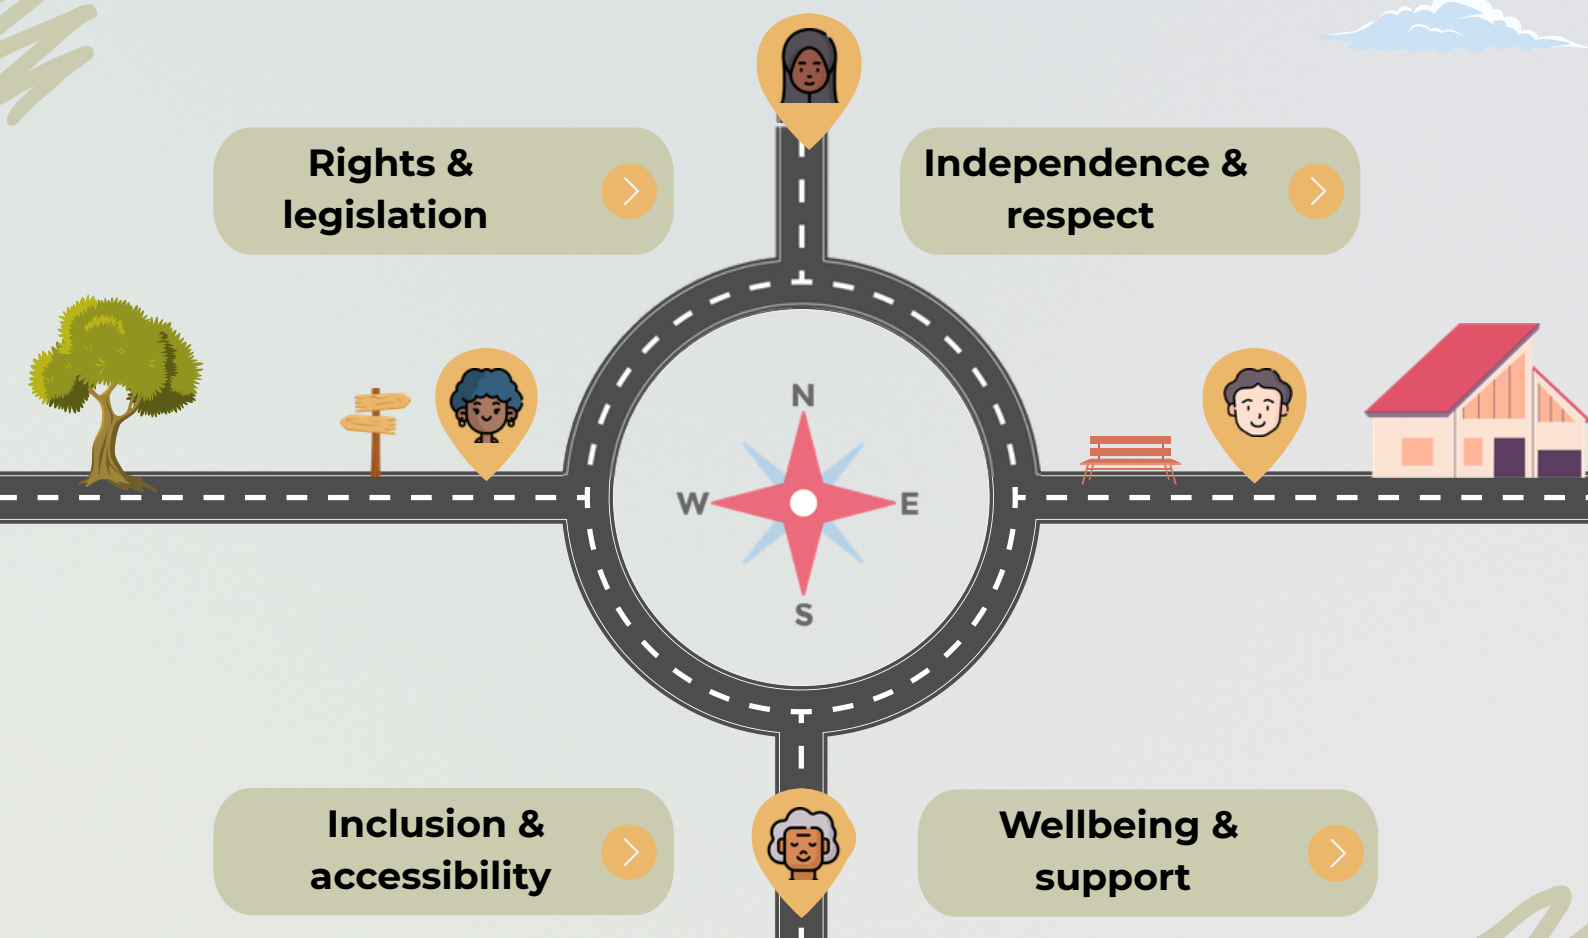 Rights &
legislation
Independence &
respect
N
W
E
S
Inclusion &
accessibility
Wellbeing &
support